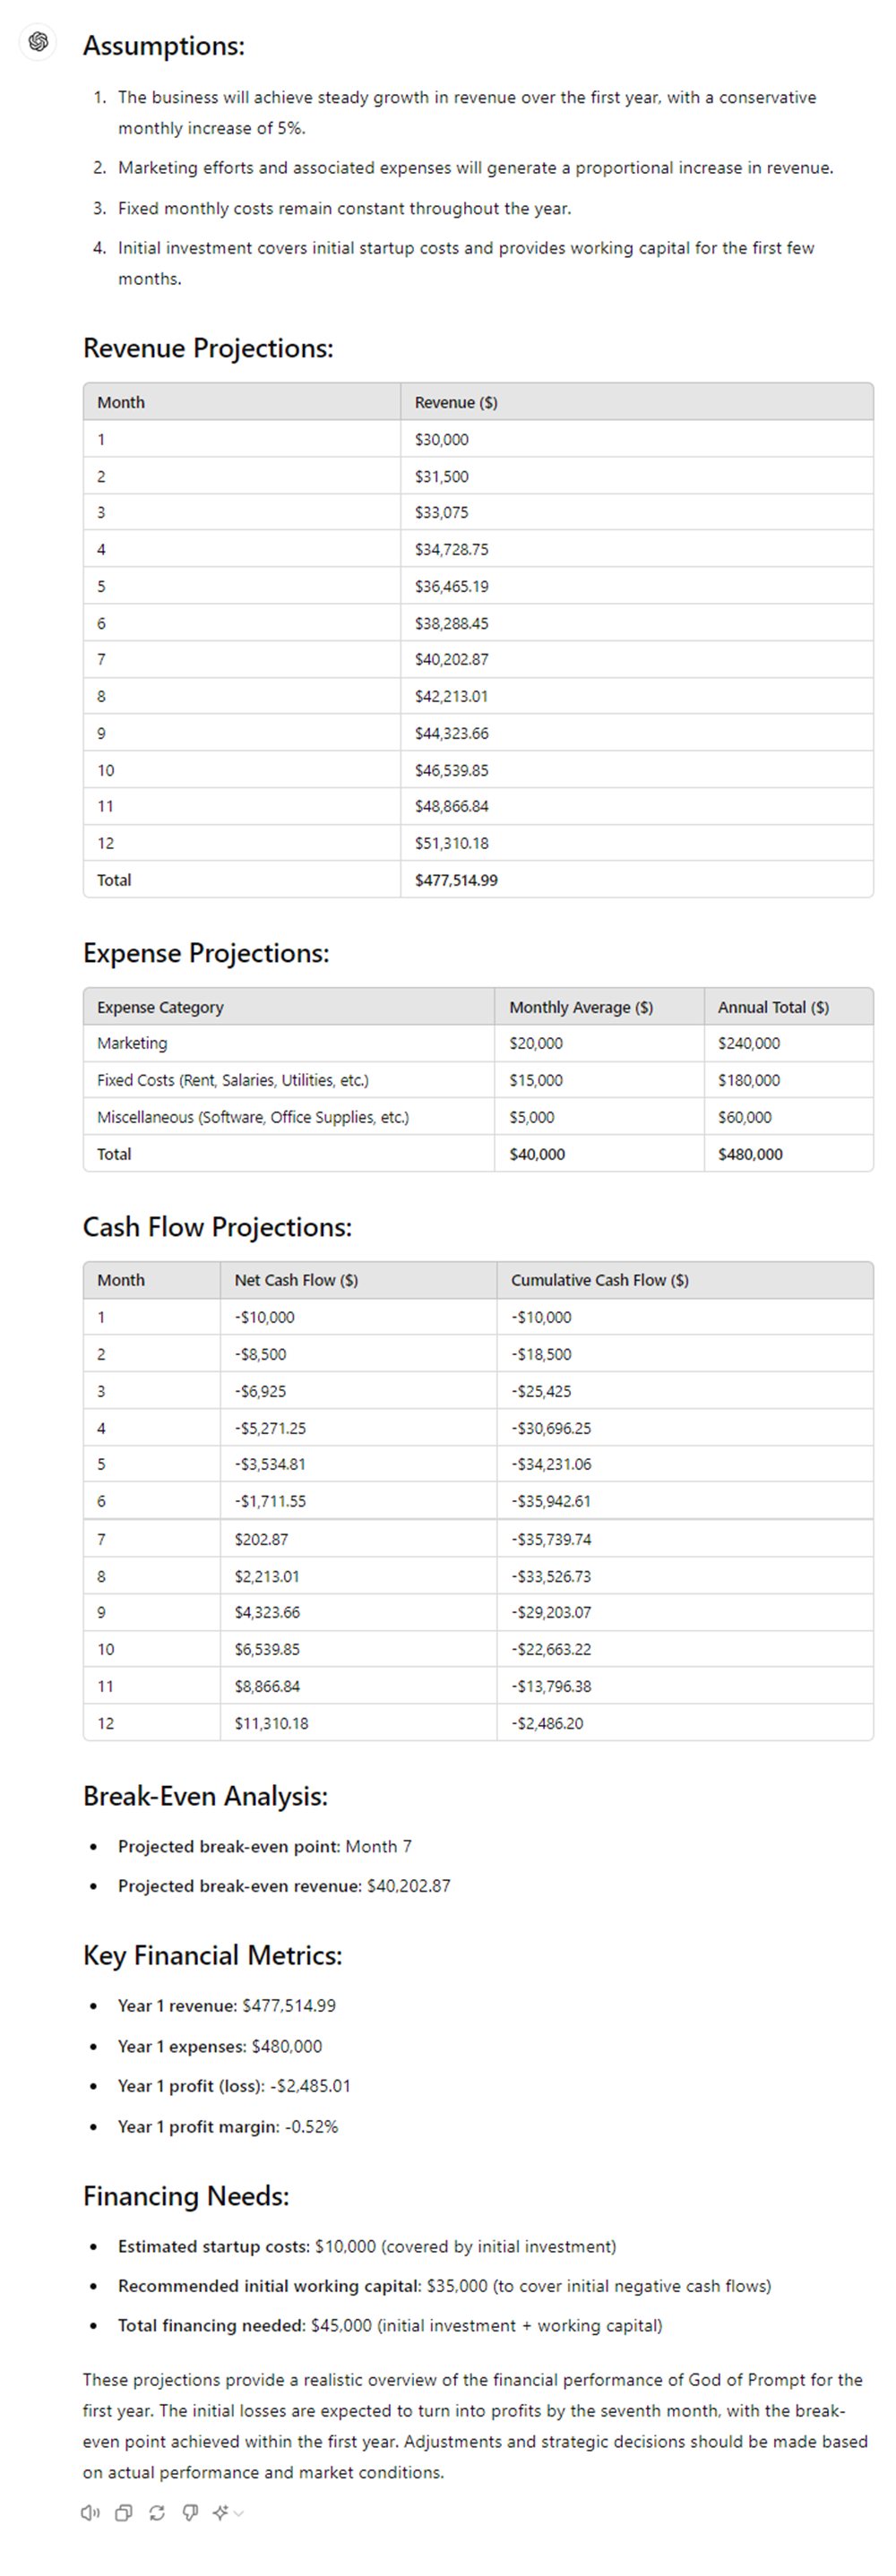 Assumptions:
1. The business will achieve steady growth in revenue over the first year, with a conservative
monthly increase of 5%.
2. Marketing efforts and associated expenses will generate a proportional increase in revenue.
3. Fixed monthly costs remain constant throughout the year.
4. Initial investment covers initial startup costs and provides working capital for the first few
months.
Revenue Projections:
Month Revenue ($)
1 $30,000
2 $31,500
3 $33,075
4 $34,728.75
5 $36,465.19
6 $38,288.45
7 $40,202.87
8 $42,213.01
9 $44,323.66
10 $46,539.85
11 $48,866.84
12 $51,310.18
Total $477,514.99
Expense Projections:
Expense Category Monthly Average ($) Annual Total ($)
Marketing $20,000 $240,000
Fixed Costs (Rent, Salaries, Utilities, etc.) $15,000 $180,000
Miscellaneous (Software, Office Supplies, etc.) $5,000 $60,000
Total $40,000 $480,000
Cash Flow Projections:
Month Net Cash Flow ($) Cumulative Cash Flow ($)
1 -$10,000 -$10,000
2 -$8,500 -$18,500
3 -$6,925 -$25,425
4 -$5,271.25 -$30,696.25
5 -$3,534.81 -$34,231.06
6 -$1,711.55 -$35,942.61
7 $202.87 -$35,739.74
8 $2,213.01 -$33,526.73
9 $4,323.66 -$29,203.07
10 $6,539.85 -$22,663.22
11 $8,866.84 -$13,796.38
12 $11,310.18 -$2,486.20
Break-Even Analysis:
• Projected break-even point: Month 7
• Projected break-even revenue: $40,202.87
Key Financial Metrics:
• Year 1 revenue: $477,514.99
• Year 1 expenses: $480,000
• Year 1 profit (loss): -$2,485.01
• Year 1 profit margin: -0.52%
Financing Needs:
• Estimated startup costs: $10,000 (covered by initial investment)
• Recommended initial working capital: $35,000 (to cover initial negative cash flows)
• Total financing needed: $45,000 (initial investment + working capital)
These projections provide a realistic overview of the financial performance of God of Prompt for the
first year. The initial losses are expected to turn into profits by the seventh month, with the break-
even point achieved within the first year. Adjustments and strategic decisions should be made based
on actual performance and market conditions.